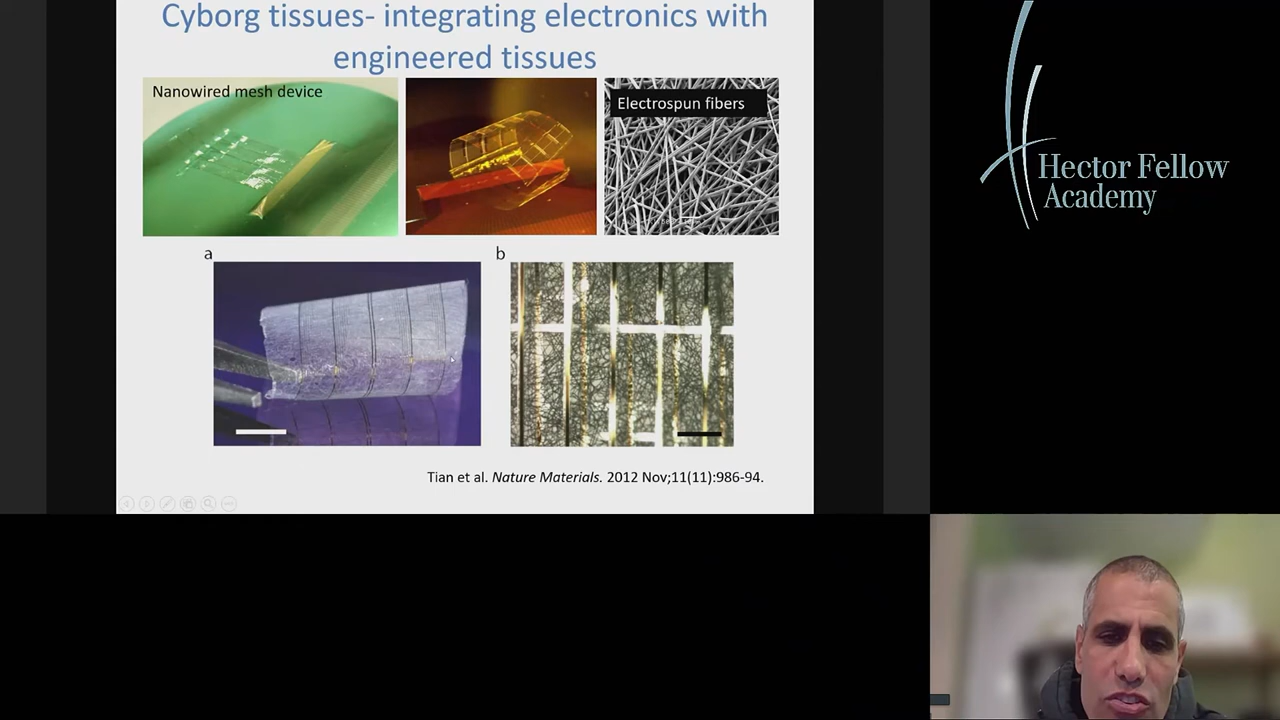 Cyborg tissues- integrating electronics with
engineered tissues
Nanowired mesh device
Electrospun fibers
a
b
Tian et al. Nature Materials. 2012 Nov;11(11):986-94.
Hector Fellow
Academy